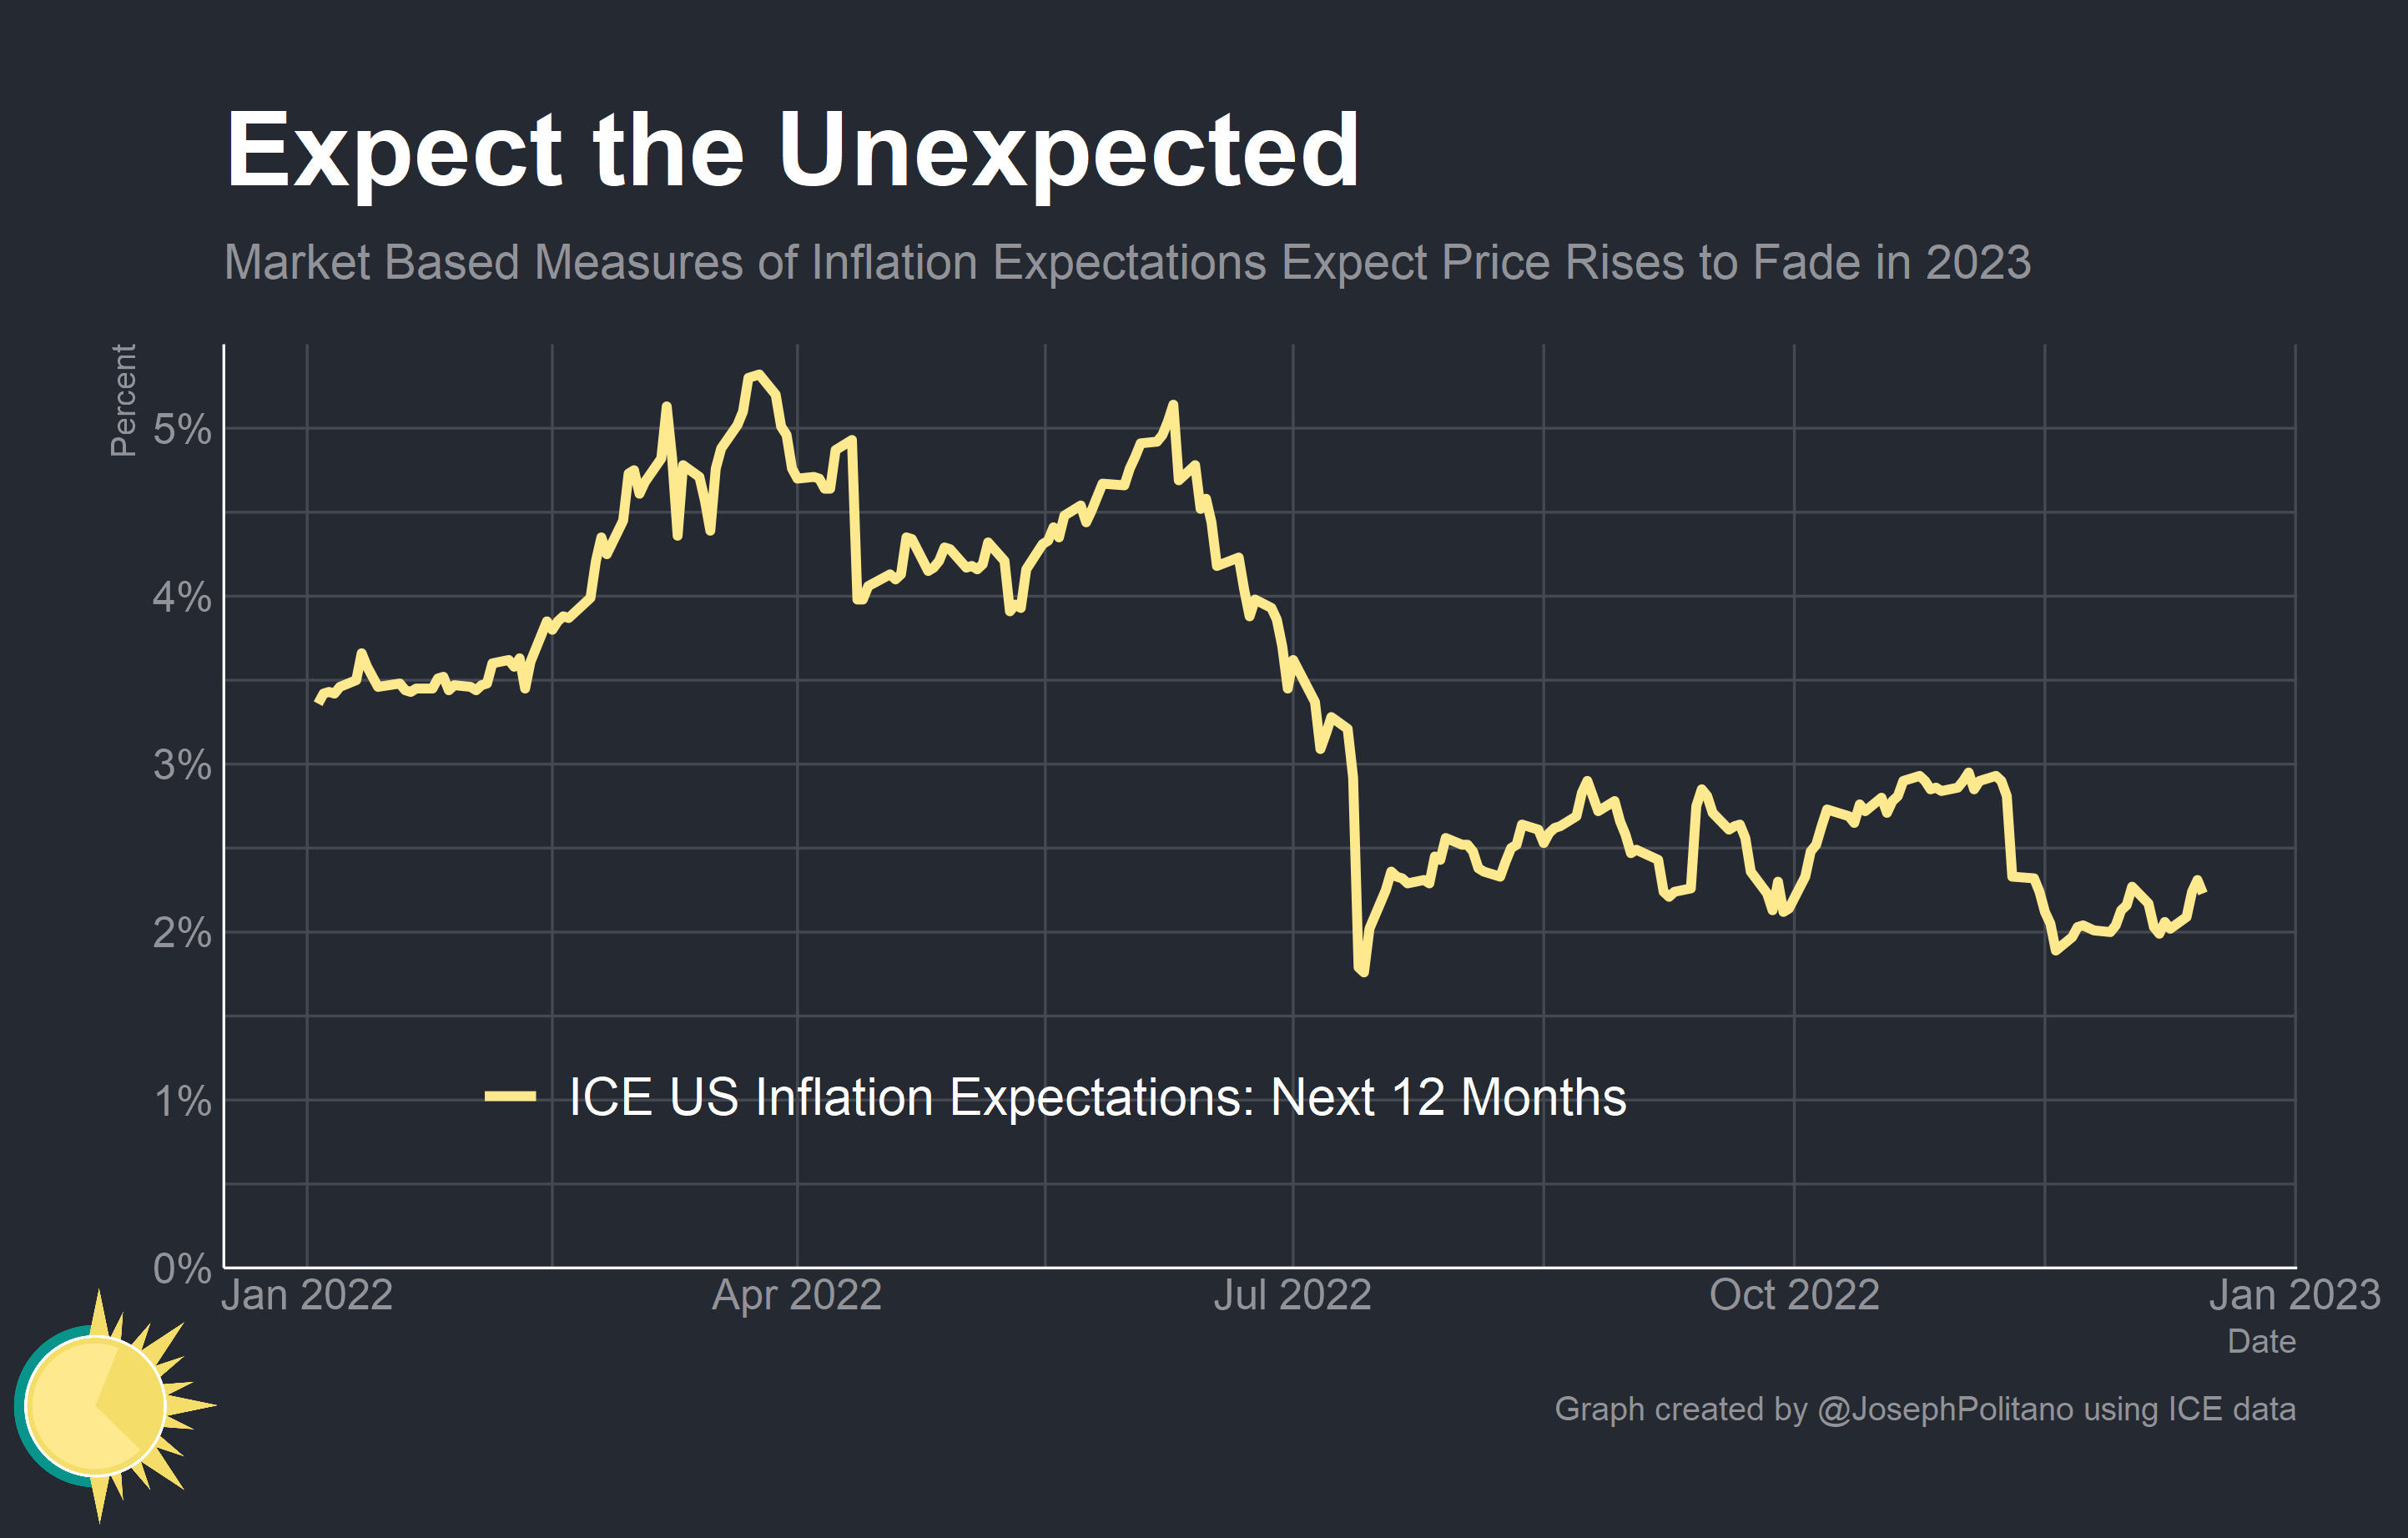 Expect the Unexpected
Market Based Measures of Inflation Expectations Expect Price Rises to Fade in 2023
Percent
5%
4%
3%
2%
1%
0%
ICE US Inflation Expectations: Next 12 Months
Jan 2022 Apr 2022 Jul 2022 Oct 2022 Jan 2023
Date
Graph created by @JosephPolitano using ICE data